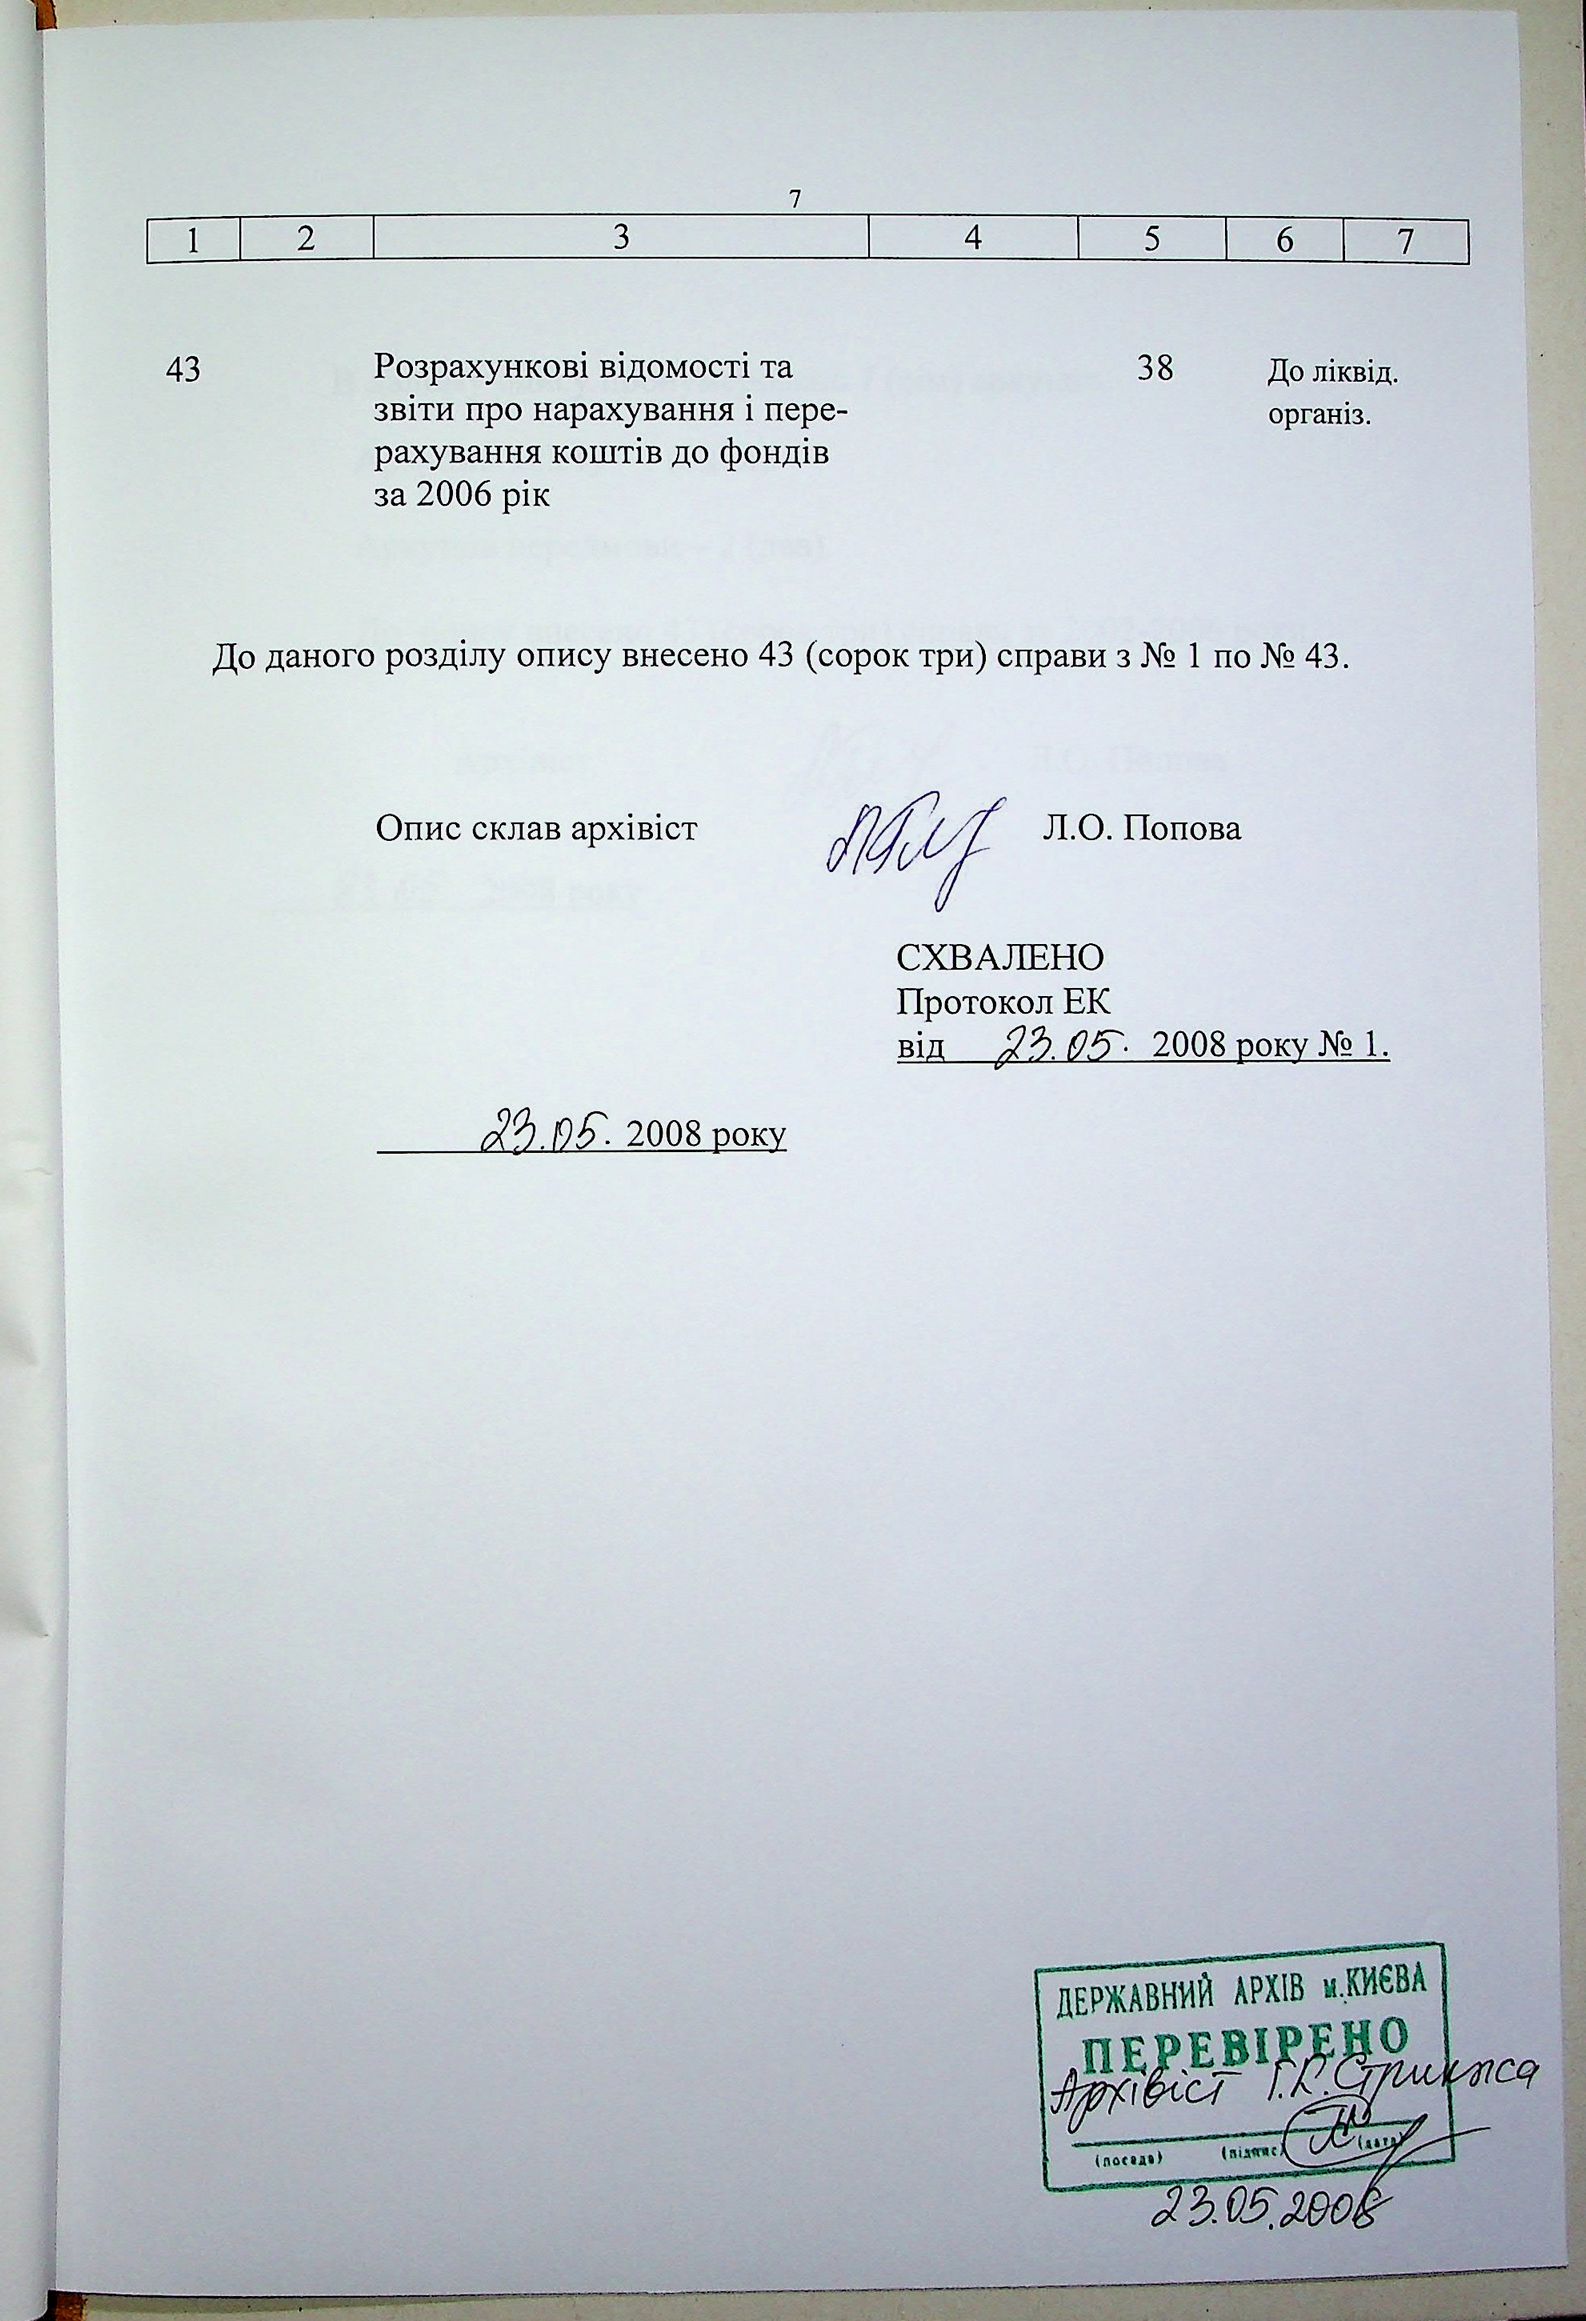 7
1 2 3 4 5 6 7
43 Розрахункові відомості та 38 До ліквід.
звіти про нарахування і пере- організ.
рахування коштів до фондів
за 2006 рік
До даного розділу опису внесено 43 (сорок три) справи з № 1 по № 43.
Опис склав архівіст Л.О. Попова
СХВАЛЕНО
Протокол ЕК
від 23.05. 2008 року № 1.
23.05. 2008 року
ДЕРЖАВНИЙ АРХІВ м.КИЄВА
ПЕРЕВІРЕНО
Архівіст Г.К. Стрижса
(посада) (підпис) (дата)
23.05.2008